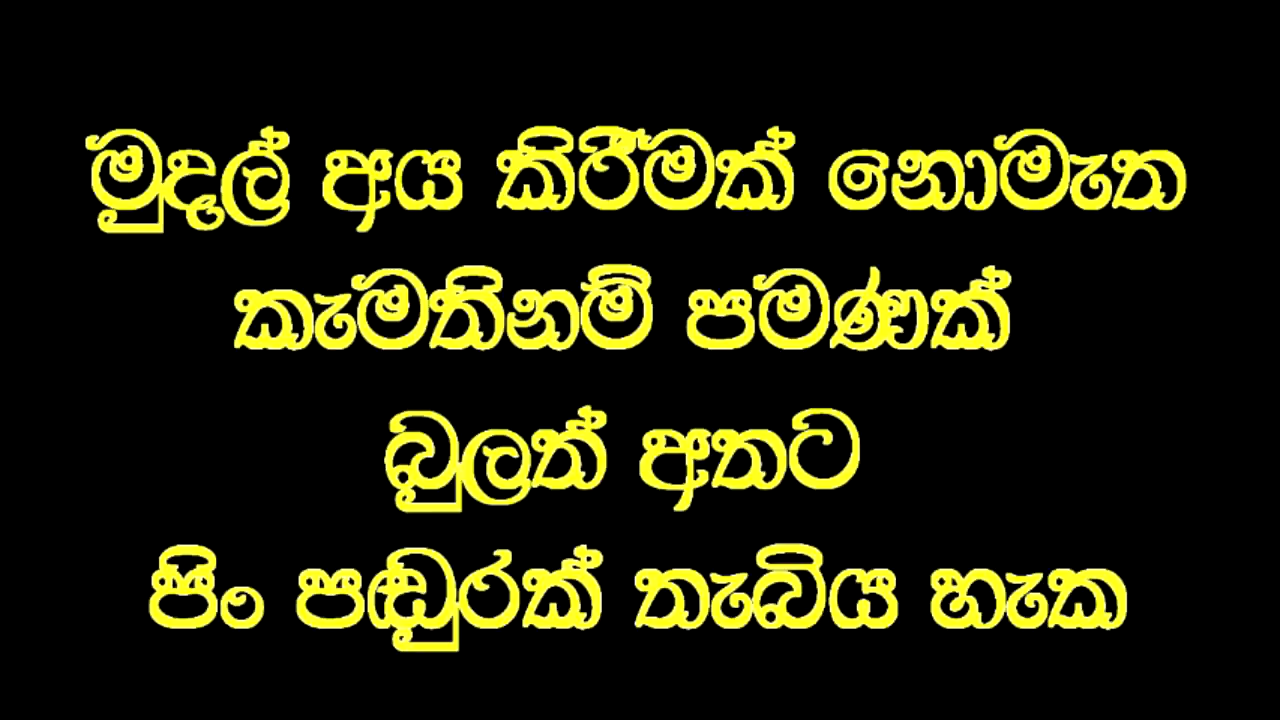 මුදල් අය කිරීමක් නොමැත
කැමතිනම් පමණක්
බුලත් අතට
පිං පඬුරක් තැබිය හැක